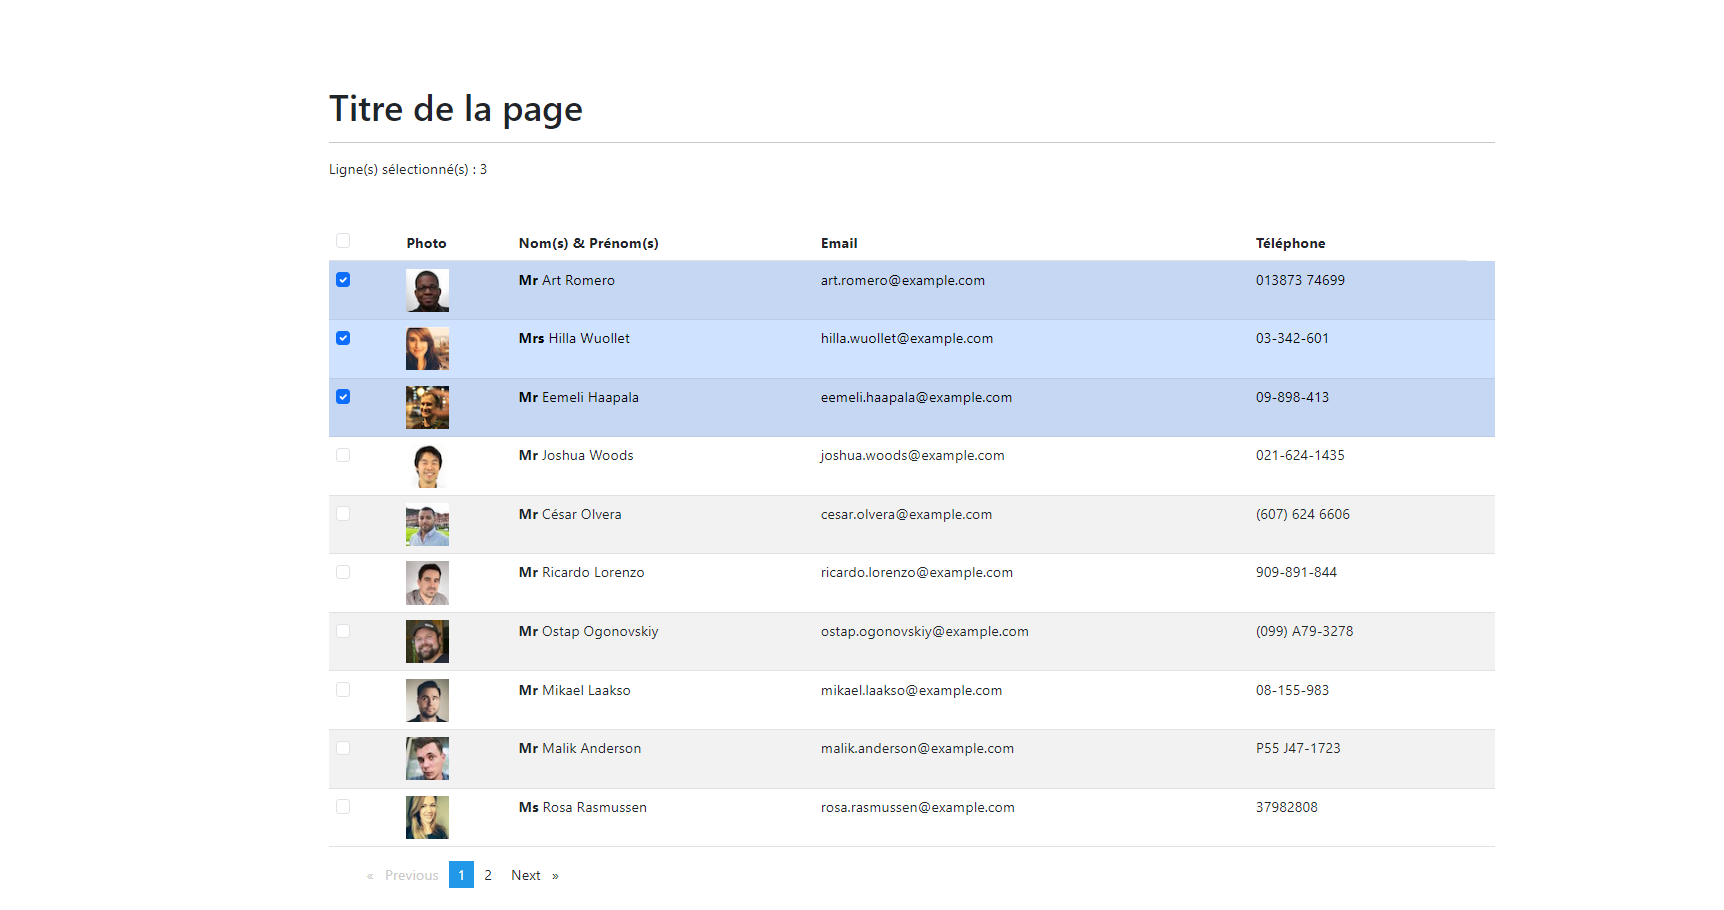 Titre de la page
Ligne(s) sélectionné(s) : 3
Photo Nom(s) & Prénom(s) Email Téléphone
Mr Art Romero art.romero@example.com 013873 74699
Mrs Hilla Wuollet hilla.wuollet@example.com 03-342-601
Mr Eemeli Haapala eemeli.haapala@example.com 09-898-413
Mr Joshua Woods joshua.woods@example.com 021-624-1435
Mr César Olvera cesar.olvera@example.com (607) 624 6606
Mr Ricardo Lorenzo ricardo.lorenzo@example.com 909-891-844
Mr Ostap Ogonovskiy ostap.ogonovskiy@example.com (099) A79-3278
Mr Mikael Laakso mikael.laakso@example.com 08-155-983
Mr Malik Anderson malik.anderson@example.com P55 J47-1723
Ms Rosa Rasmussen rosa.rasmussen@example.com 37982808
« Previous 1 2 Next »